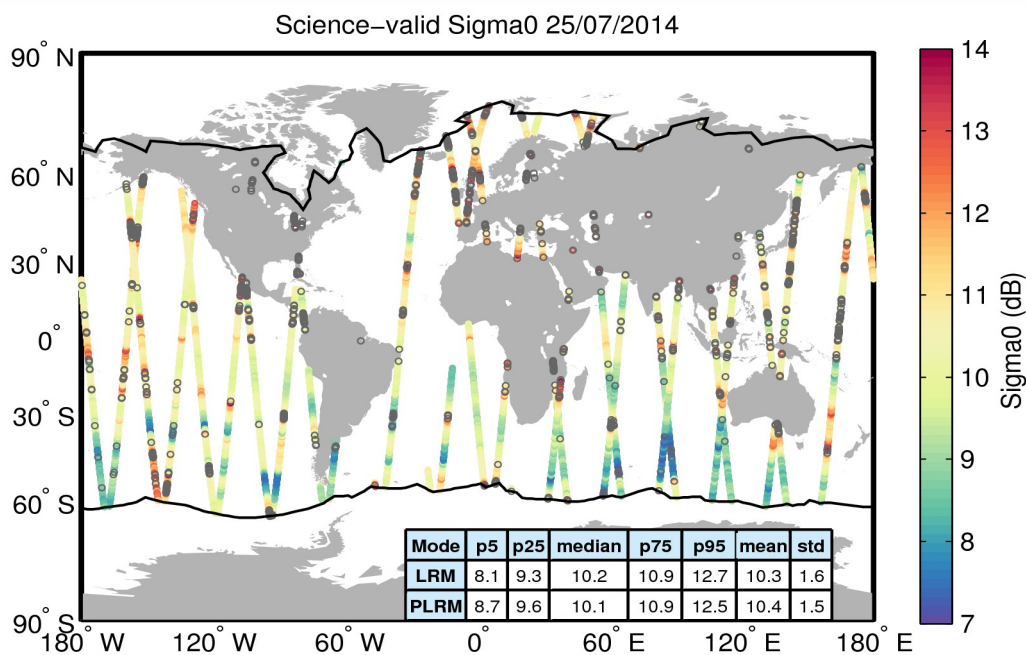 Science-valid Sigma0 25/07/2014
90° N
60° N
30° N
0°
30° S
60° S
90° S
180° W
120° W
60° W
0°
60° E
120° E
180° E
Mode p5 p25 median p75 p95 mean std
LRM 8.1 9.3 10.2 10.9 12.7 10.3 1.6
PLRM 8.7 9.6 10.1 10.9 12.5 10.4 1.5
14
13
12
11
10
9
8
7
Sigma0 (dB)